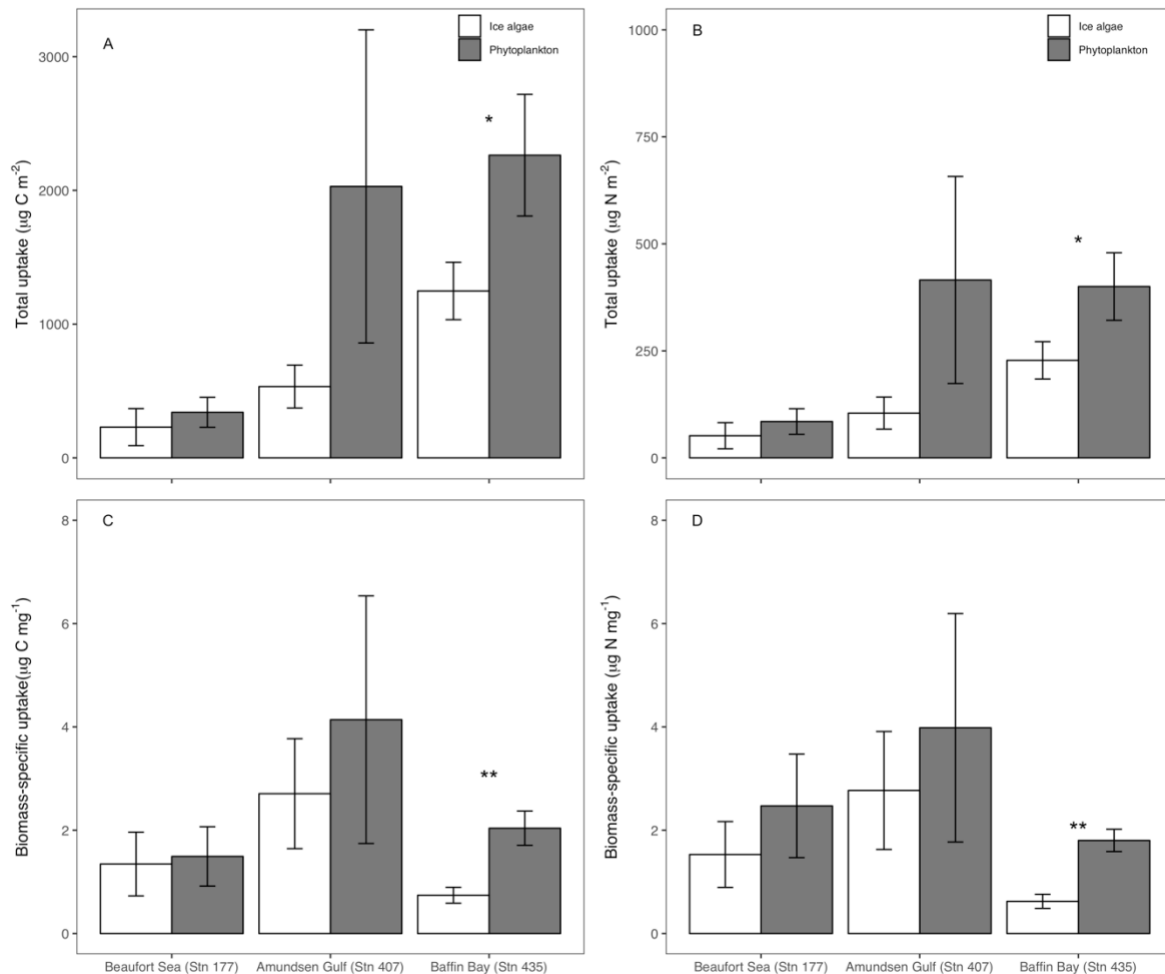 A
Ice algae
Phytoplankton
3000
2000
1000
0
Total uptake (μg C m⁻²)
*
B
Ice algae
Phytoplankton
1000
750
500
250
0
Total uptake (μg N m⁻²)
*
C
8
6
4
2
0
Biomass-specific uptake(μg C mg⁻¹)
**
Beaufort Sea (Stn 177) Amundsen Gulf (Stn 407) Baffin Bay (Stn 435)
D
8
6
4
2
0
Biomass-specific uptake (μg N mg⁻¹)
**
Beaufort Sea (Stn 177) Amundsen Gulf (Stn 407) Baffin Bay (Stn 435)